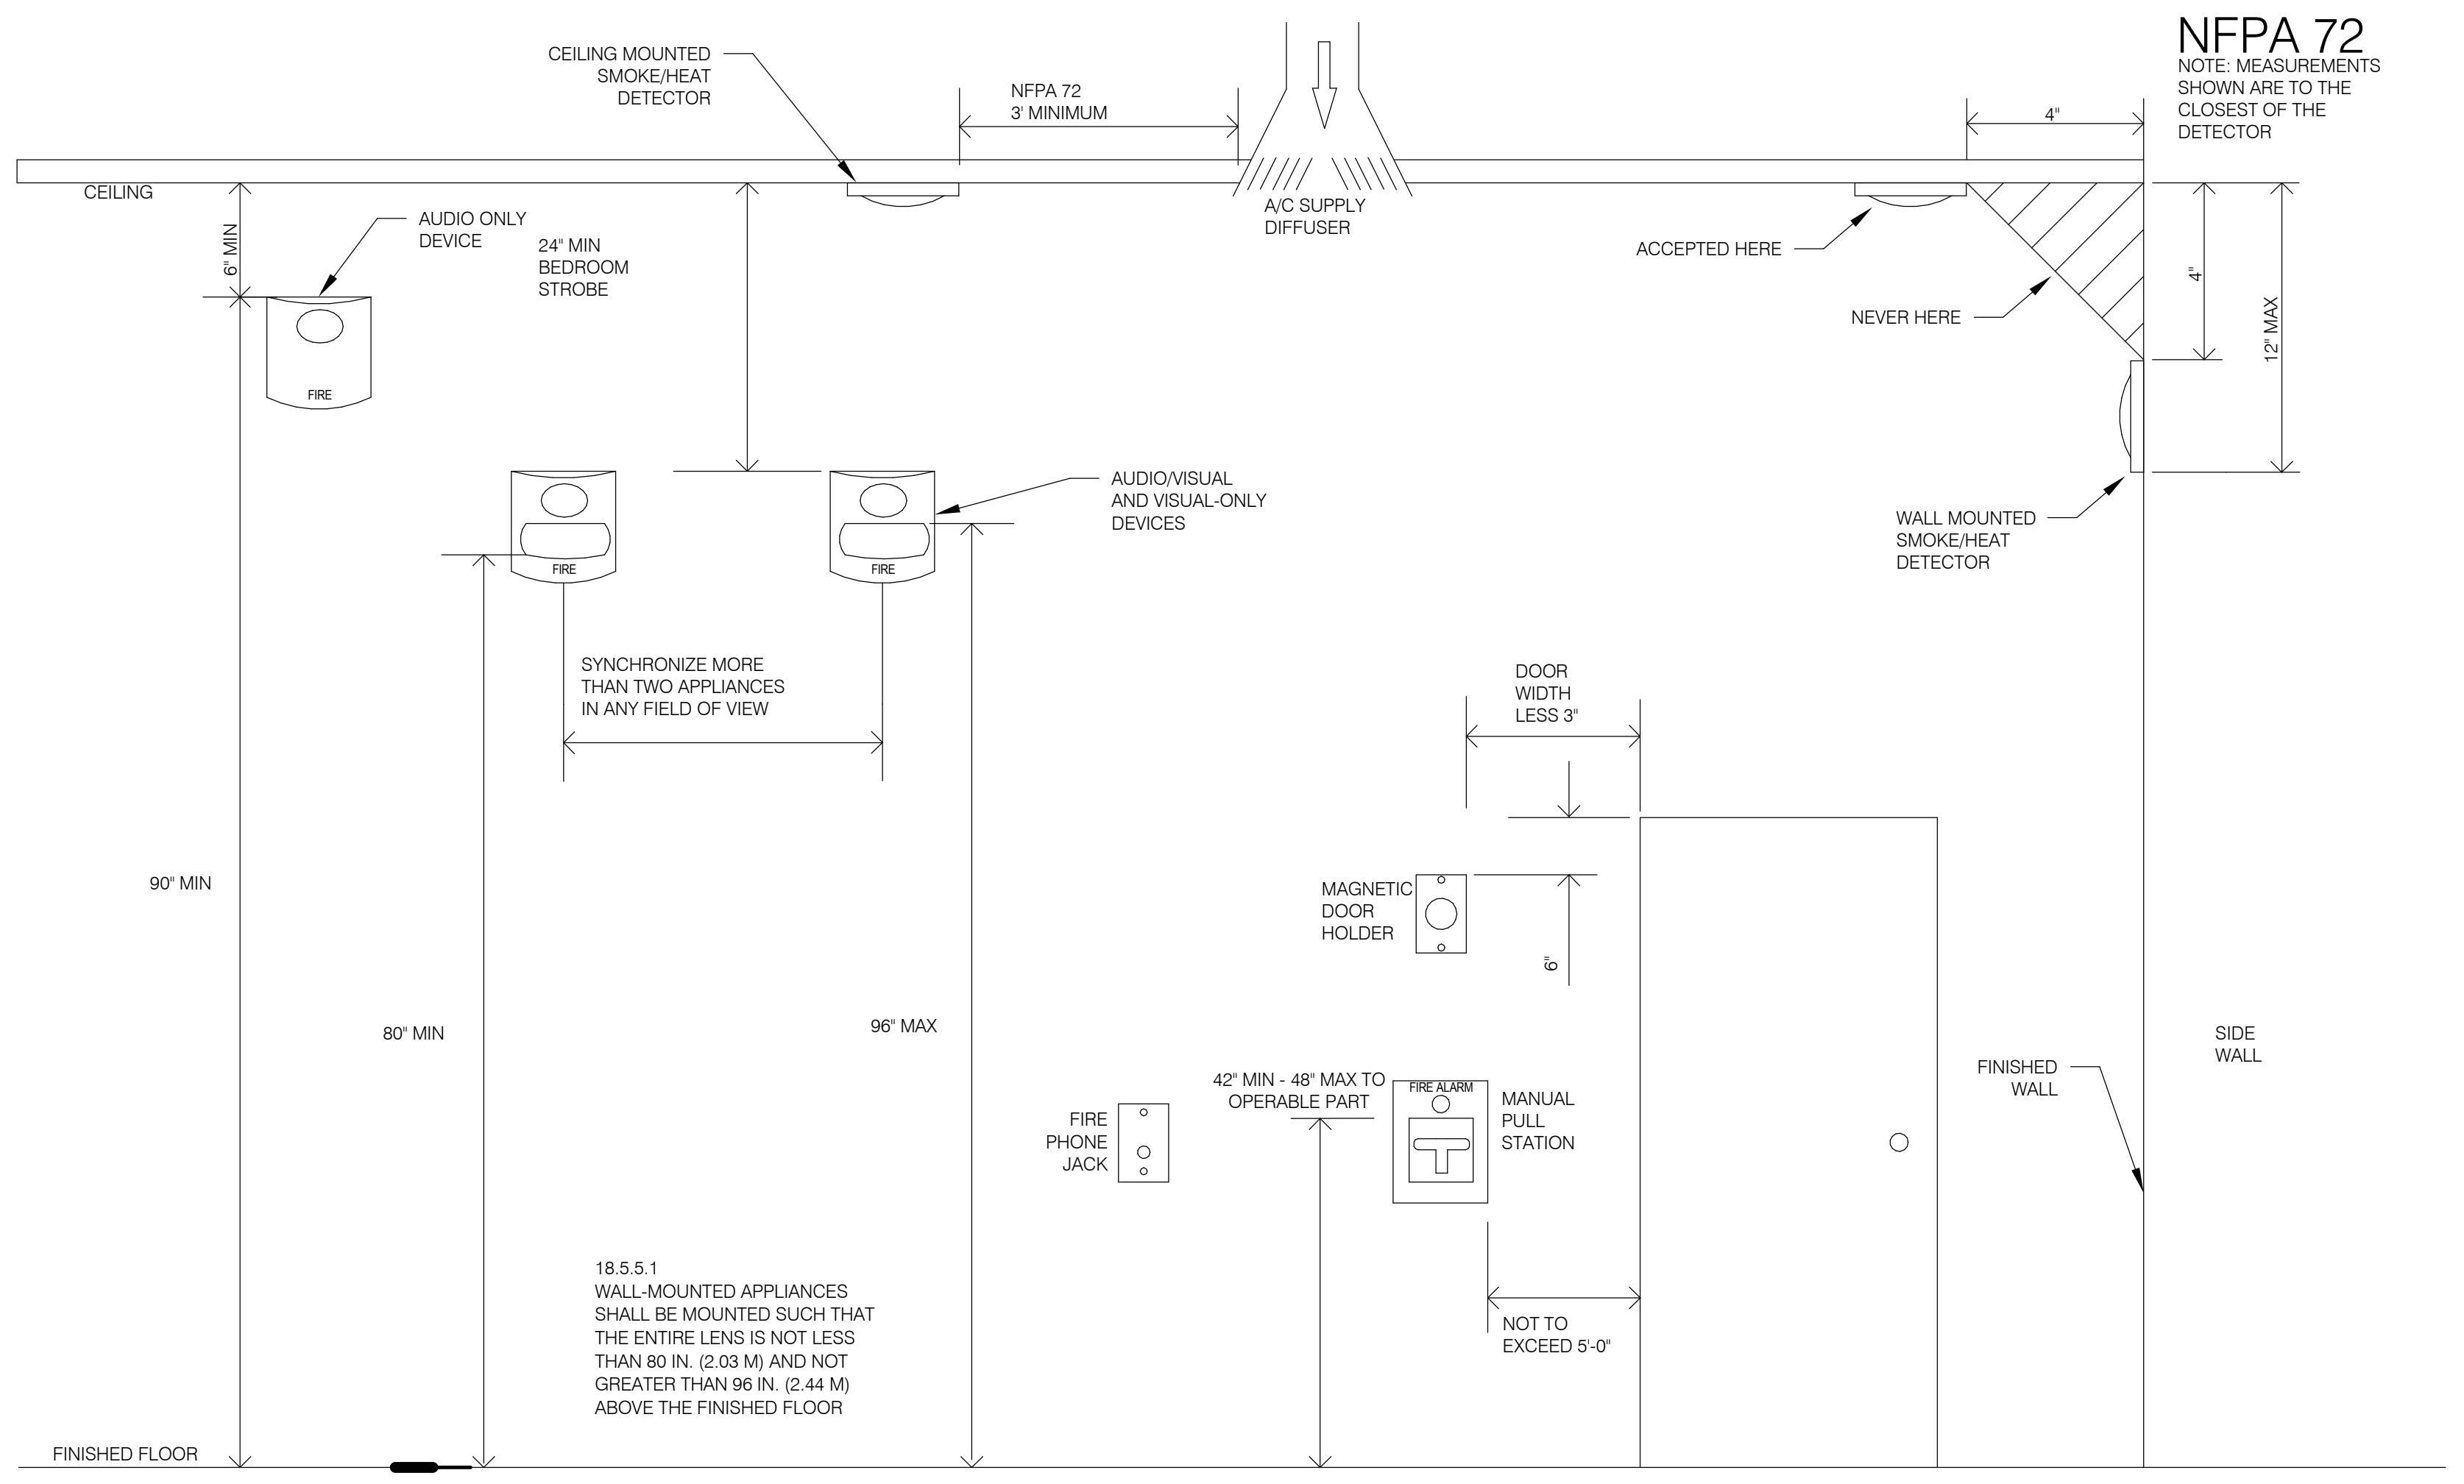 NFPA 72
NOTE: MEASUREMENTS
SHOWN ARE TO THE
CLOSEST OF THE
DETECTOR
CEILING MOUNTED
SMOKE/HEAT
DETECTOR
NFPA 72
3' MINIMUM
4"
CEILING
6" MIN
AUDIO ONLY
DEVICE
24" MIN
BEDROOM
STROBE
A/C SUPPLY
DIFFUSER
ACCEPTED HERE
NEVER HERE
4"
12" MAX
FIRE
FIRE
FIRE
AUDIO/VISUAL
AND VISUAL-ONLY
DEVICES
WALL MOUNTED
SMOKE/HEAT
DETECTOR
SYNCHRONIZE MORE
THAN TWO APPLIANCES
IN ANY FIELD OF VIEW
DOOR
WIDTH
LESS 3"
90" MIN
MAGNETIC
DOOR
HOLDER
6"
80" MIN
96" MAX
SIDE
WALL
FINISHED
WALL
42" MIN - 48" MAX TO
OPERABLE PART
FIRE ALARM
MANUAL
PULL
STATION
FIRE
PHONE
JACK
18.5.5.1
WALL-MOUNTED APPLIANCES
SHALL BE MOUNTED SUCH THAT
THE ENTIRE LENS IS NOT LESS
THAN 80 IN. (2.03 M) AND NOT
GREATER THAN 96 IN. (2.44 M)
ABOVE THE FINISHED FLOOR
NOT TO
EXCEED 5'-0"
FINISHED FLOOR